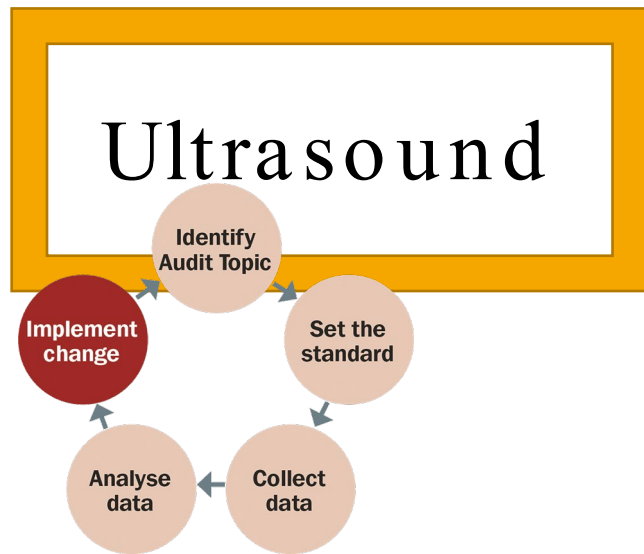 Ultrasound
Identify
Audit Topic
Set the
standard
Collect
data
Analyse
data
Implement
change